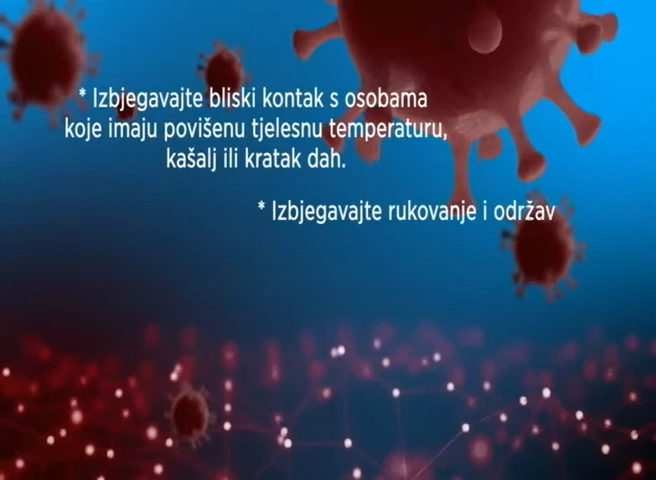 * Izbjegavajte bliski kontak s osobama
koje imaju povišenu tjelesnu temperaturu,
kašalj ili kratak dah.
* Izbjegavajte rukovanje i održav